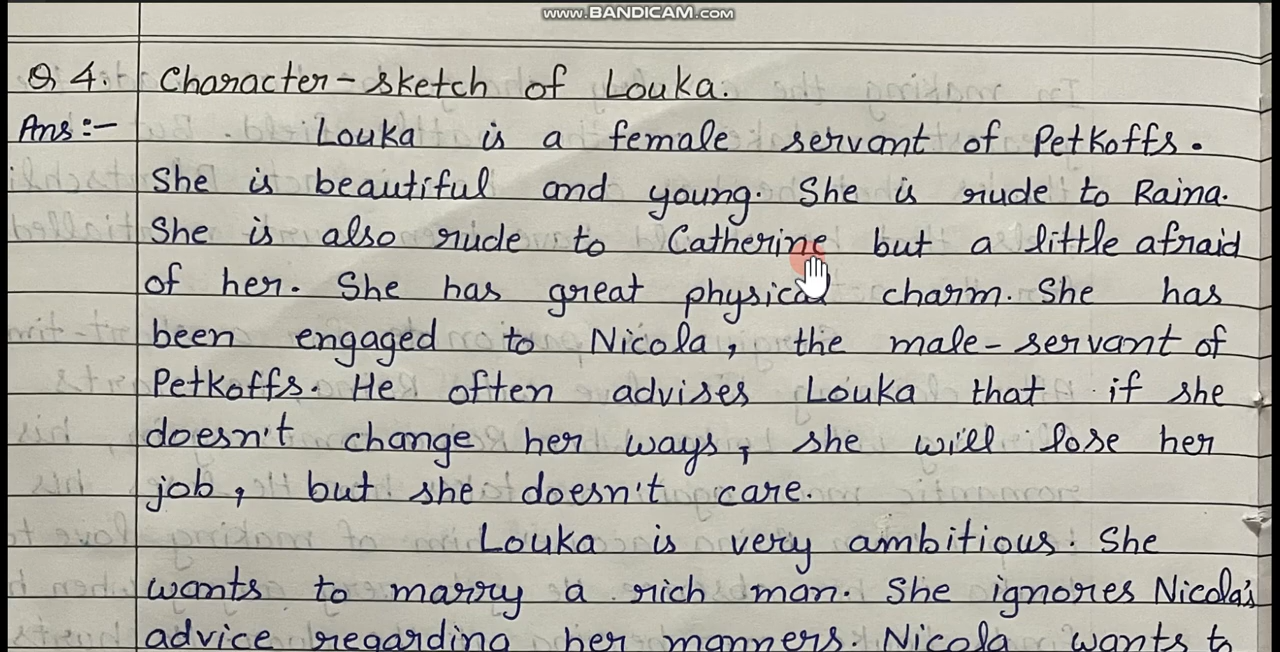 www.BANDICAM.com
Q 4. Character-sketch of Louka.
Ans :- Louka is a female servant of Petkoffs.
She is beautiful and young. She is rude to Raina.
She is also rude to Catherine but a little afraid
of her. She has great physical charm. She has
been engaged to Nicola, the male-servant of
Petkoffs. He often advises Louka that if she
doesn't change her ways, she will lose her
job, but she doesn't care.
Louka is very ambitious. She
wants to marry a rich man. She ignores Nicola's
advice regarding her manners. Nicola wants to